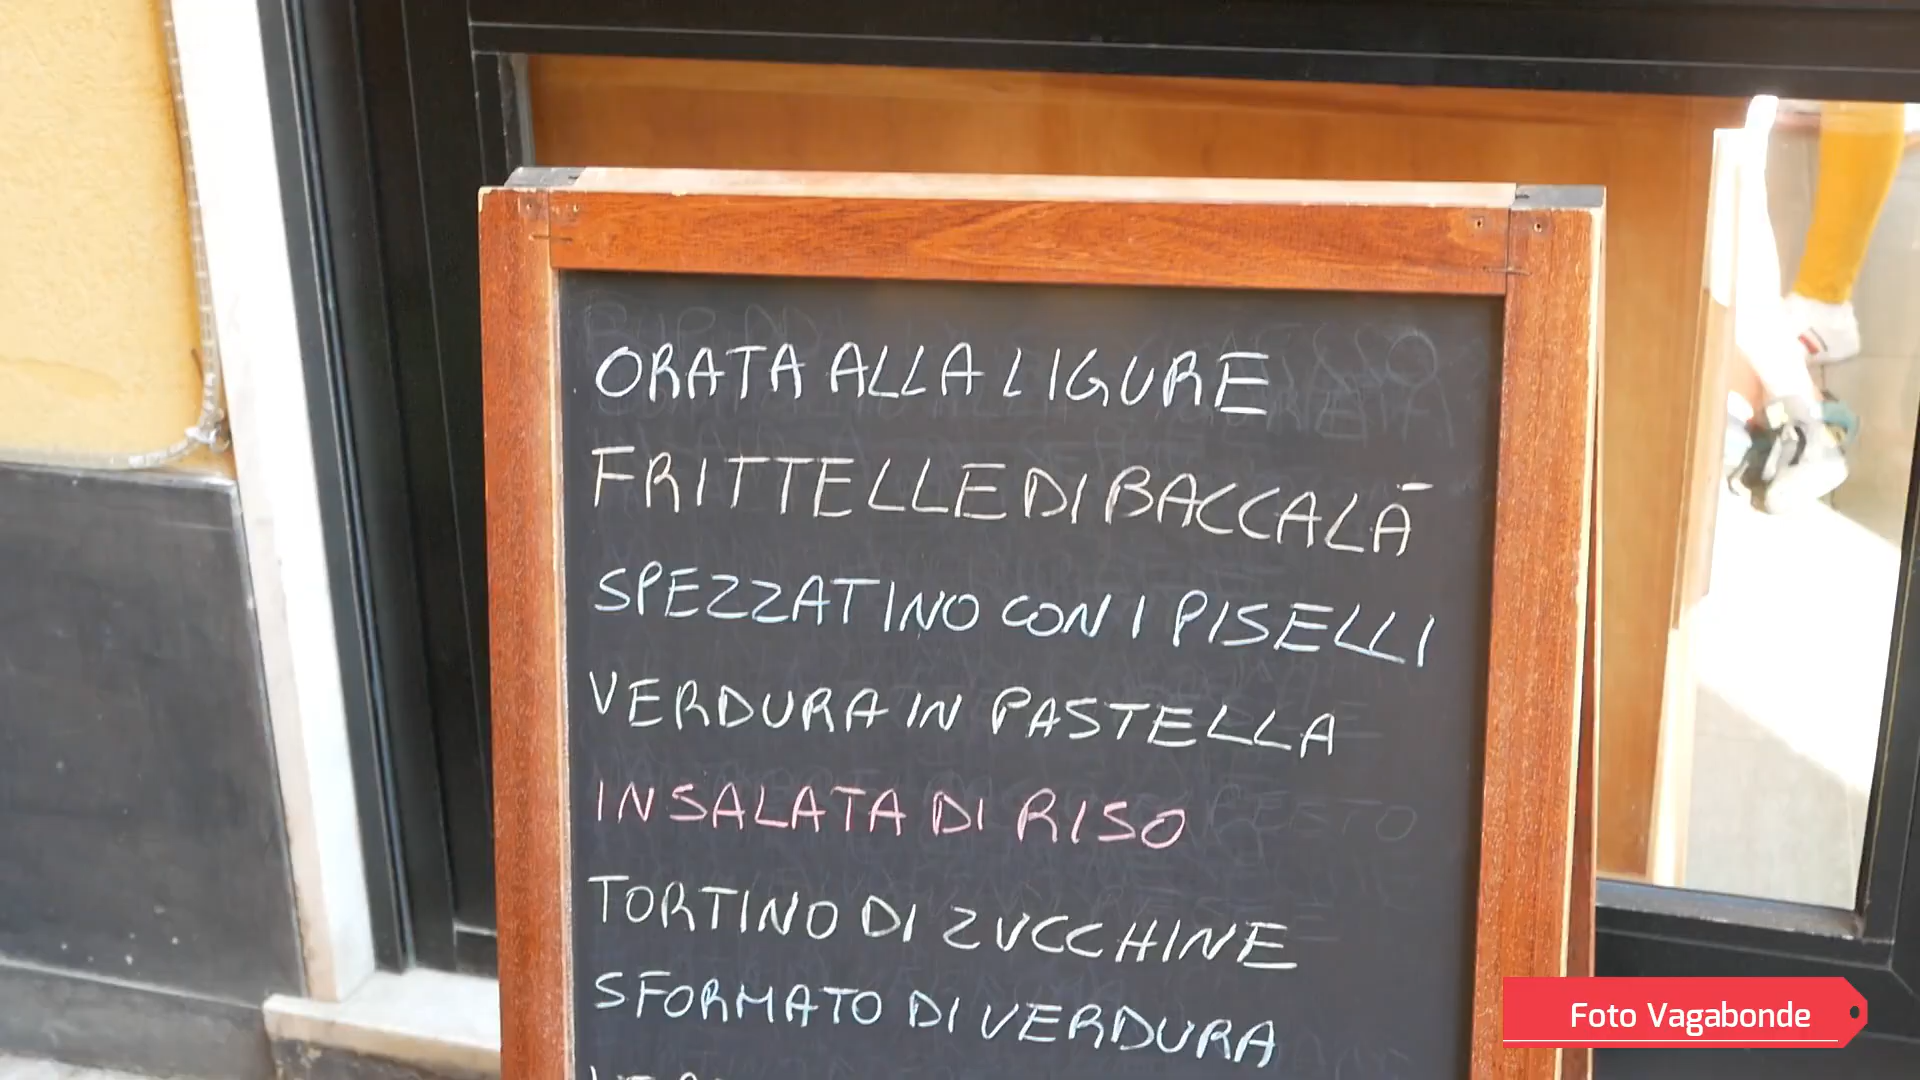 ORATA ALLA LIGURE
FRITTELLE DI BACCALÀ
SPEZZATINO CON I PISELLI
VERDURA IN PASTELLA
INSALATA DI RISO
TORTINO DI ZUCCHINE
SFORMATO DI VERDURA
Foto Vagabonde